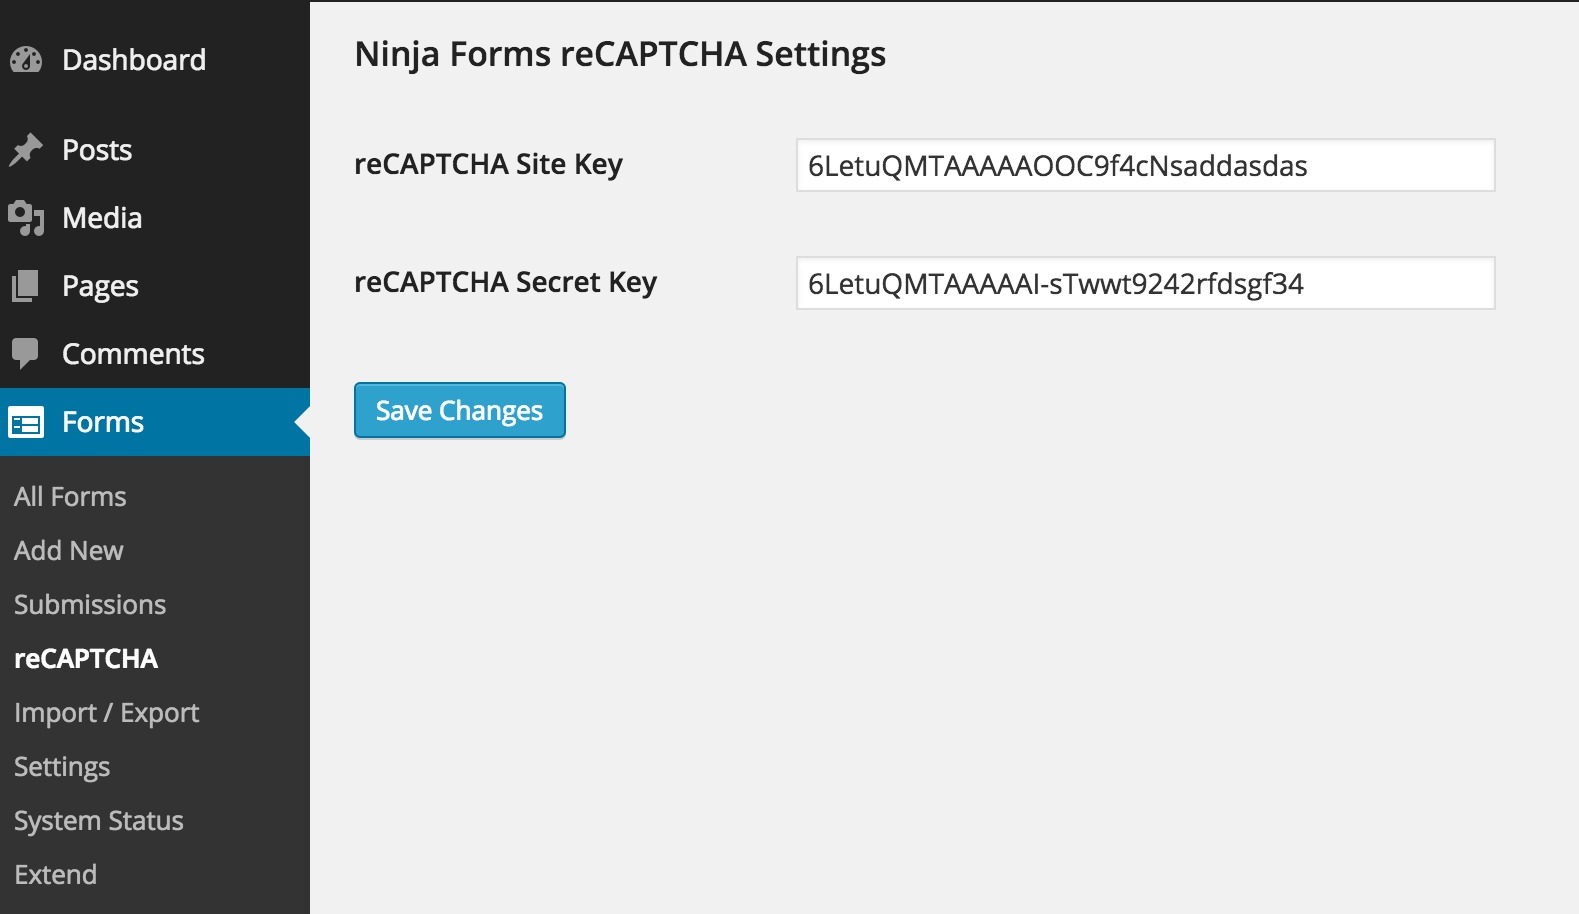 Dashboard
Posts
Media
Pages
Comments
Forms
All Forms
Add New
Submissions
reCAPTCHA
Import / Export
Settings
System Status
Extend
Ninja Forms reCAPTCHA Settings
reCAPTCHA Site Key
6LetuQMTAAAAAOOC9f4cNsaddasdas
reCAPTCHA Secret Key
6LetuQMTAAAAAI-sTwwt9242rfdsgf34
Save Changes